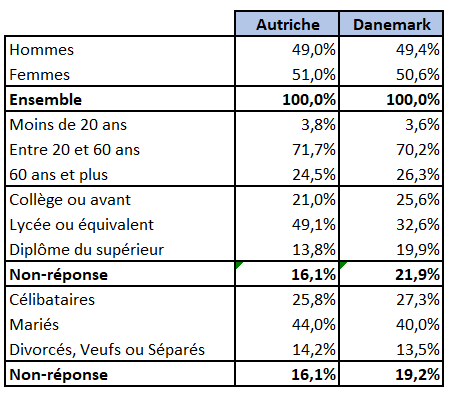 Autriche Danemark
Hommes 49,0% 49,4%
Femmes 51,0% 50,6%
Ensemble 100,0% 100,0%
Moins de 20 ans 3,8% 3,6%
Entre 20 et 60 ans 71,7% 70,2%
60 ans et plus 24,5% 26,3%
Collège ou avant 21,0% 25,6%
Lycée ou équivalent 49,1% 32,6%
Diplôme du supérieur 13,8% 19,9%
Non-réponse 16,1% 21,9%
Célibataires 25,8% 27,3%
Mariés 44,0% 40,0%
Divorcés, Veufs ou Séparés 14,2% 13,5%
Non-réponse 16,1% 19,2%